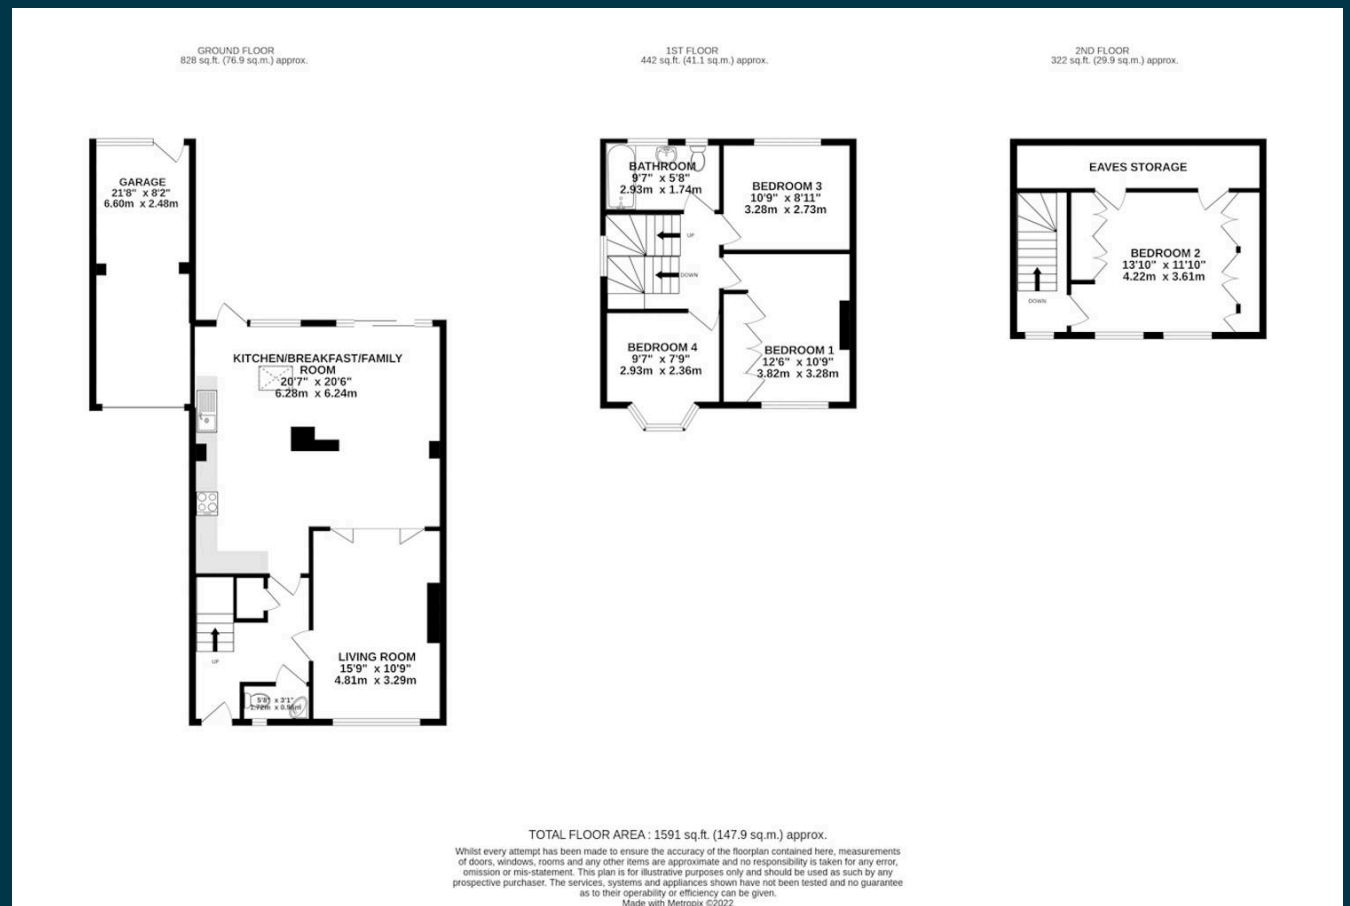 GROUND FLOOR
828 sq.ft. (76.9 sq.m.) approx.
1ST FLOOR
442 sq.ft. (41.1 sq.m.) approx.
2ND FLOOR
322 sq.ft. (29.9 sq.m.) approx.
GARAGE
21'8" x 8'2"
6.60m x 2.48m
KITCHEN/BREAKFAST/FAMILY
ROOM
20'7" x 20'6"
6.28m x 6.24m
LIVING ROOM
15'9" x 10'9"
4.81m x 3.29m
UP
5'8" x 3'1"
BATHROOM
9'7" x 5'8"
2.93m x 1.74m
BEDROOM 3
10'9" x 8'11"
3.28m x 2.73m
UP
DOWN
BEDROOM 4
9'7" x 7'9"
2.93m x 2.36m
BEDROOM 1
12'6" x 10'9"
3.82m x 3.28m
EAVES STORAGE
BEDROOM 2
13'10" x 11'10"
4.22m x 3.61m
DOWN
TOTAL FLOOR AREA : 1591 sq.ft. (147.9 sq.m.) approx.
Whilst every attempt has been made to ensure the accuracy of the floorplan contained here, measurements
of doors, windows, rooms and any other items are approximate and no responsibility is taken for any error,
omission or mis-statement. This plan is for illustrative purposes only and should be used as such by any
prospective purchaser. The services, systems and appliances shown have not been tested and no guarantee
as to their operability or efficiency can be given.
Made with Metropix ©2022